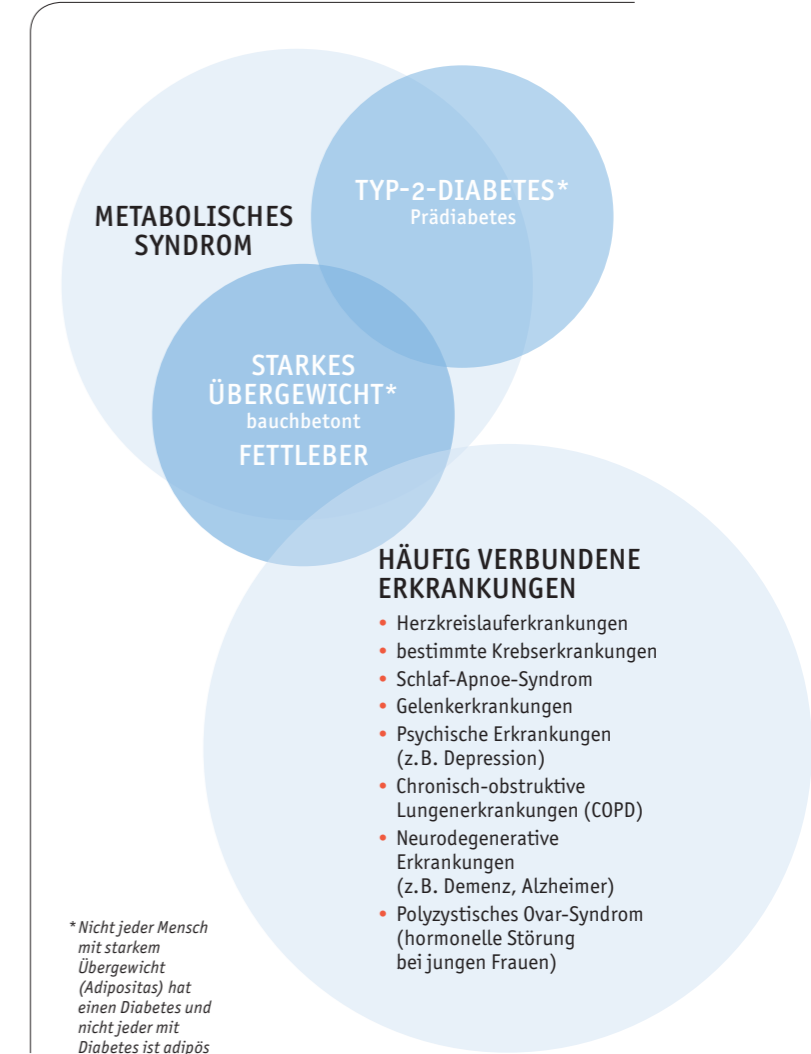 METABOLISCHES
SYNDROM
TYP-2-DIABETES*
Prädiabetes
STARKES
ÜBERGEWICHT*
bauchbetont
FETTLEBER
HÄUFIG VERBUNDENE
ERKRANKUNGEN
• Herzkreislauferkrankungen
• bestimmte Krebserkrankungen
• Schlaf-Apnoe-Syndrom
• Gelenkerkrankungen
• Psychische Erkrankungen
(z.B. Depression)
• Chronisch-obstruktive
Lungenerkrankungen (COPD)
• Neurodegenerative
Erkrankungen
(z.B. Demenz, Alzheimer)
• Polyzystisches Ovar-Syndrom
(hormonelle Störung
bei jungen Frauen)
* Nicht jeder Mensch
mit starkem
Übergewicht
(Adipositas) hat
einen Diabetes und
nicht jeder mit
Diabetes ist adipös